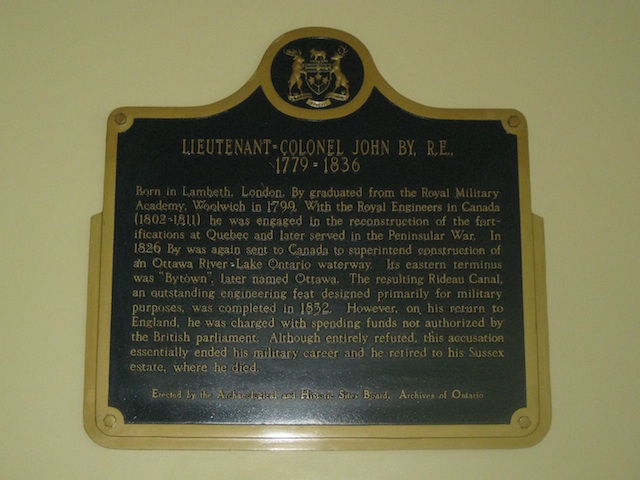 LIEUTENANT-COLONEL JOHN BY, R.E.,
1779-1836
Born in Lambeth, London, By graduated from the Royal Military
Academy, Woolwich in 1799. With the Royal Engineers in Canada
(1802-1811) he was engaged in the reconstruction of the fort-
ifications at Quebec and later served in the Peninsular War. In
1826 By was again sent to Canada to superintend construction of
an Ottawa River-Lake Ontario waterway. Its eastern terminus
was "Bytown", later named Ottawa. The resulting Rideau Canal,
an outstanding engineering feat designed primarily for military
purposes, was completed in 1832. However, on his return to
England, he was charged with spending funds not authorized by
the British parliament. Although entirely refuted, this accusation
essentially ended his military career and he retired to his Sussex
estate, where he died.
Erected by the Archaeological and Historic Sites Board, Archives of Ontario